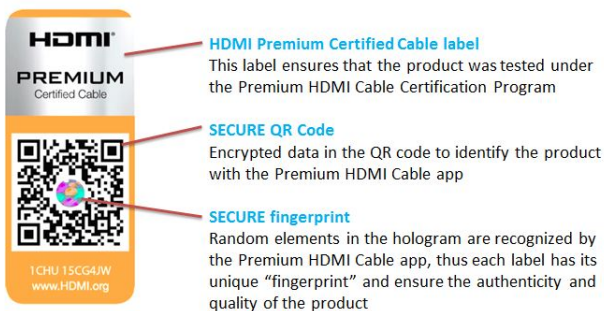 HDMI
PREMIUM
Certified Cable
1CHU 15CG4JW
www.HDMI.org
HDMI Premium Certified Cable label
This label ensures that the product was tested under
the Premium HDMI Cable Certification Program
SECURE QR Code
Encrypted data in the QR code to identify the product
with the Premium HDMI Cable app
SECURE fingerprint
Random elements in the hologram are recognized by
the Premium HDMI Cable app, thus each label has its
unique “fingerprint” and ensure the authenticity and
quality of the product